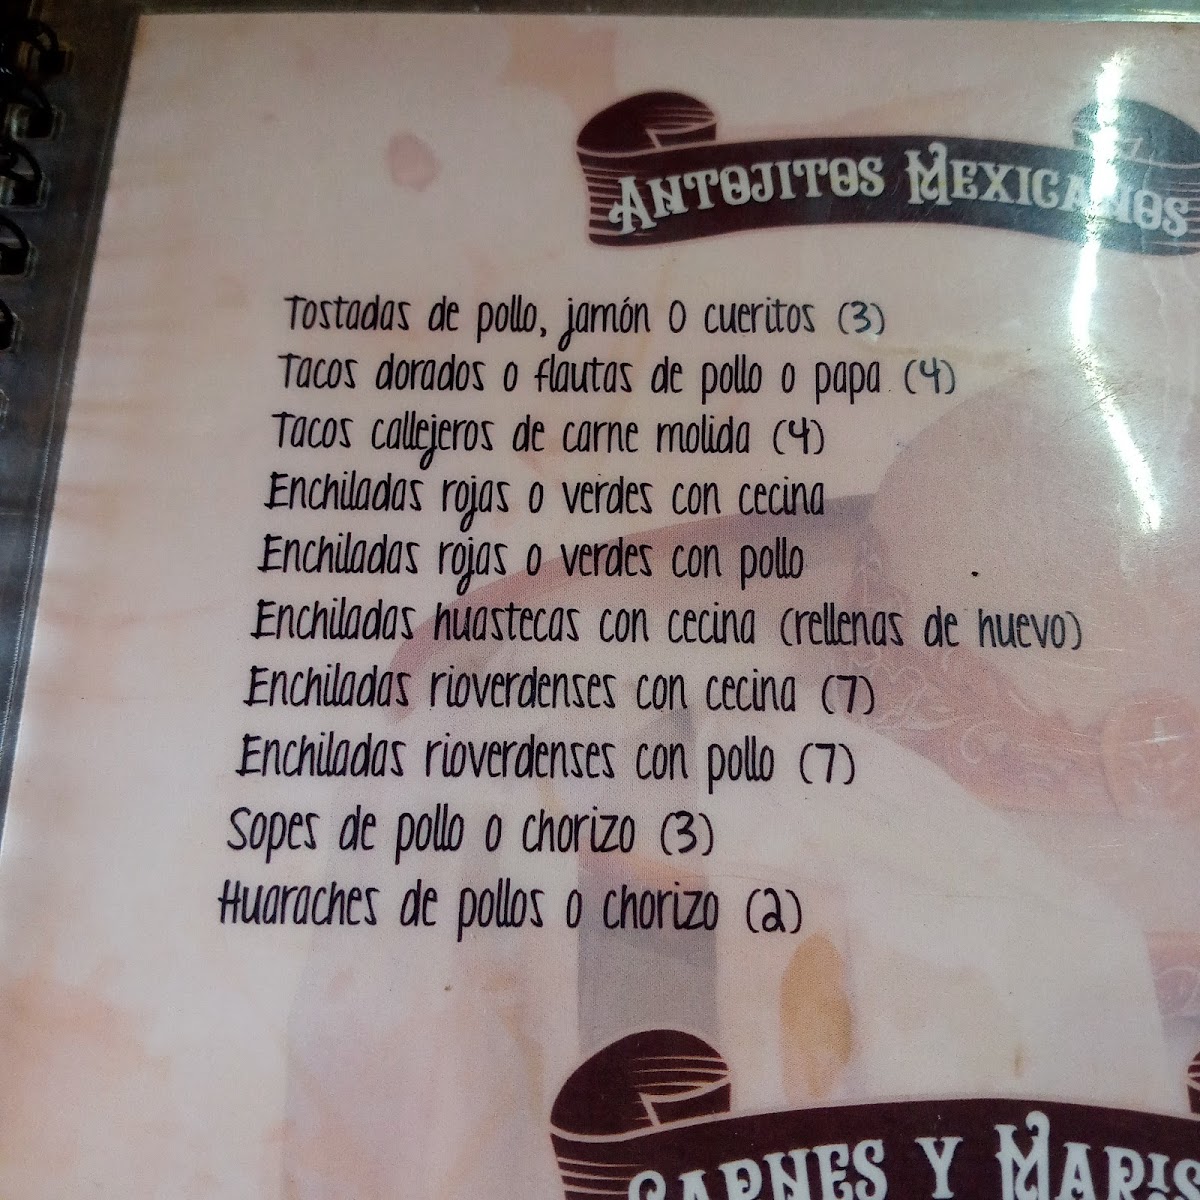 ANTOJITOS MEXICANOS
Tostadas de pollo, jamón o cueritos (3)
Tacos dorados o flautas de pollo o papa (4)
Tacos callejeros de carne molida (4)
Enchiladas rojas o verdes con cecina
Enchiladas rojas o verdes con pollo
Enchiladas huastecas con cecina (rellenas de huevo)
Enchiladas rioverdenses con cecina (7)
Enchiladas rioverdenses con pollo (7)
Sopes de pollo o chorizo (3)
Huaraches de pollos o chorizo (2)
CARNES Y MARIS